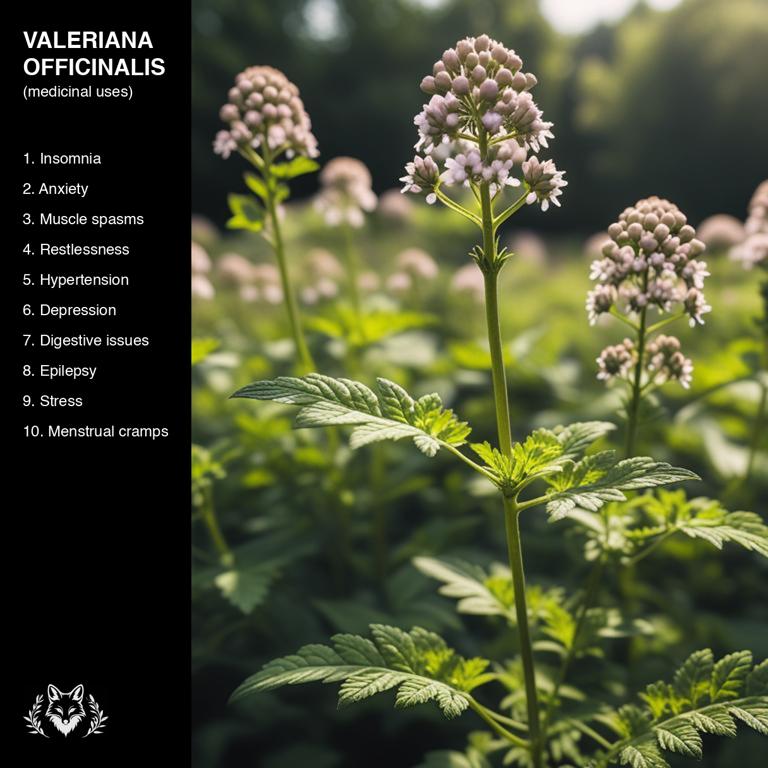 VALERIANA
OFFICINALIS
(medicinal uses)
1. Insomnia
2. Anxiety
3. Muscle spasms
4. Restlessness
5. Hypertension
6. Depression
7. Digestive issues
8. Epilepsy
9. Stress
10. Menstrual cramps